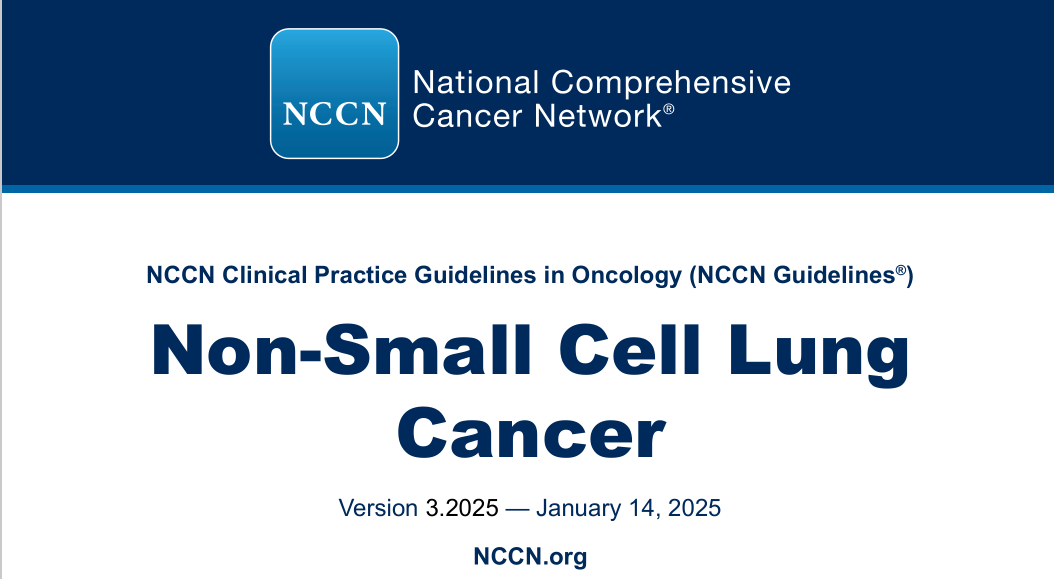 NCCN
National Comprehensive
Cancer Network®
NCCN Clinical Practice Guidelines in Oncology (NCCN Guidelines®)
Non-Small Cell Lung
Cancer
Version 3.2025 — January 14, 2025
NCCN.org